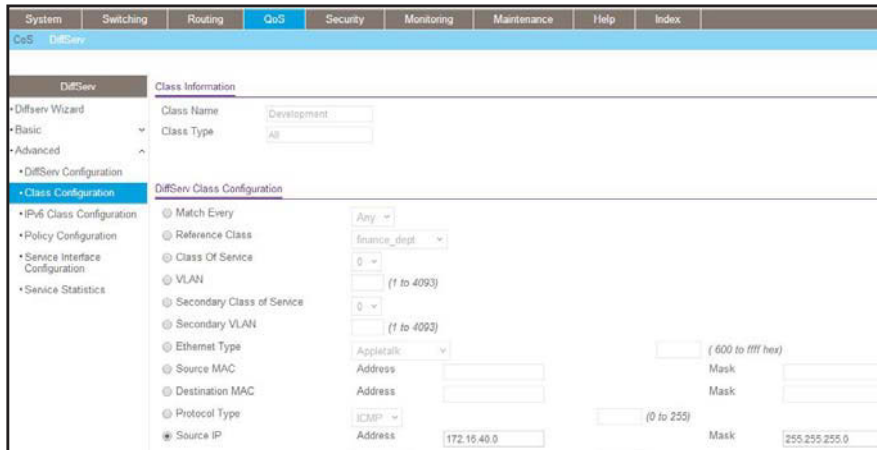 System Switching Routing QoS Security Monitoring Maintenance Help Index
CoS DiffServ
DiffServ
Diffserv Wizard
Basic
Advanced
DiffServ Configuration
Class Configuration
IPv6 Class Configuration
Policy Configuration
Service Interface
Configuration
Service Statistics
Class Information
Class Name Development
Class Type All
DiffServ Class Configuration
Match Every Any
Reference Class finance_dept
Class Of Service 0
VLAN (1 to 4093)
Secondary Class of Service 0
Secondary VLAN (1 to 4093)
Ethernet Type Appletalk ( 600 to ffff hex)
Source MAC Address Mask
Destination MAC Address Mask
Protocol Type ICMP (0 to 255)
Source IP Address 172.16.40.0 Mask 255.255.255.0